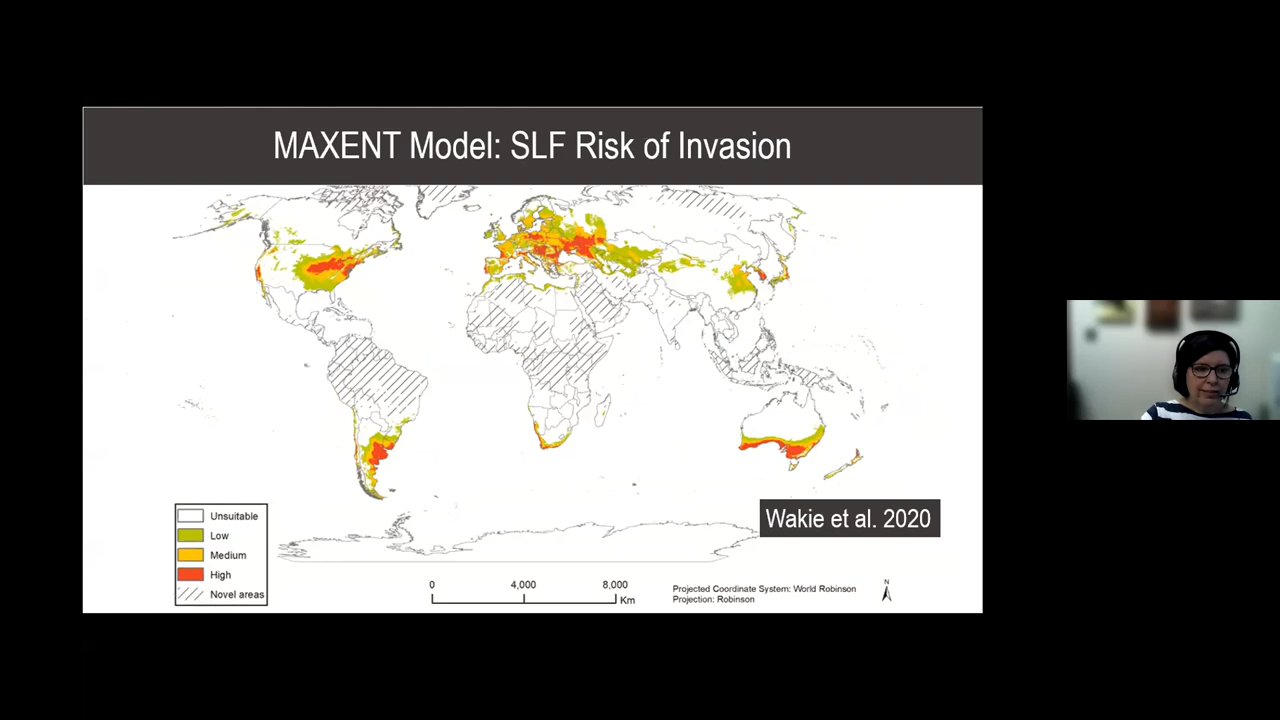 MAXENT Model: SLF Risk of Invasion
Unsuitable
Low
Medium
High
Novel areas
Wakie et al. 2020
0 4,000 8,000
Km
Projected Coordinate System: World Robinson
Projection: Robinson
N